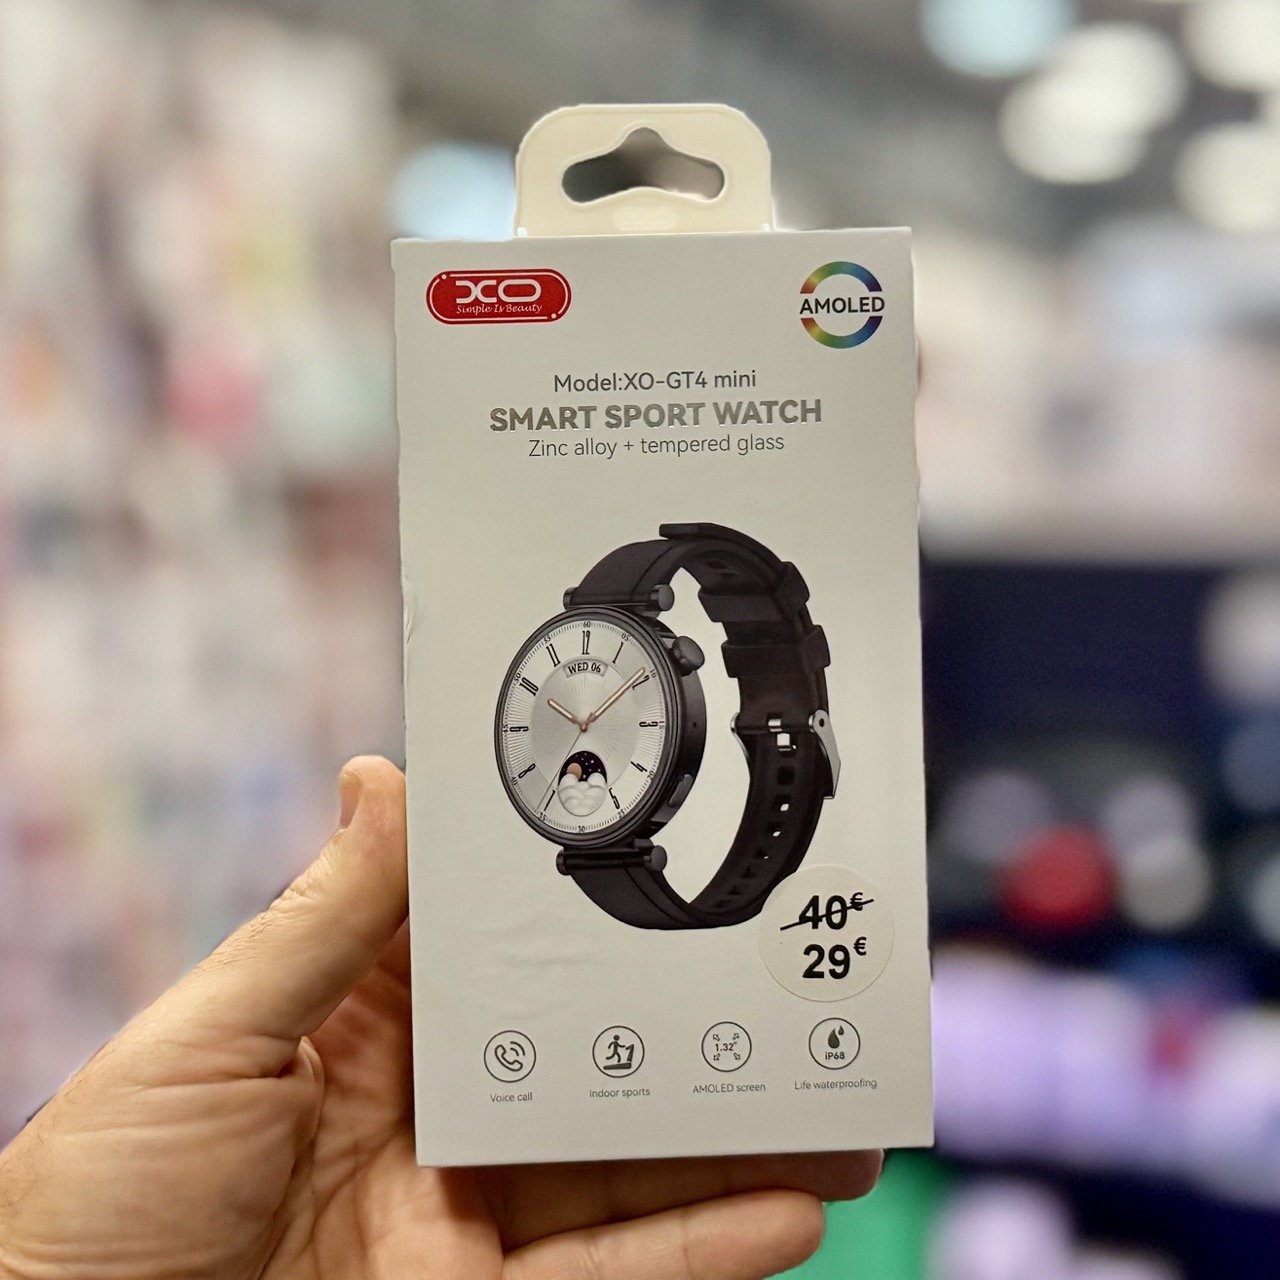 XO
Simple Is Beauty
AMOLED
Model:XO-GT4 mini
SMART SPORT WATCH
Zinc alloy + tempered glass
WED 06
40€
29€
1.32"
iP68
Voice call
Indoor sports
AMOLED screen
Life waterproofing